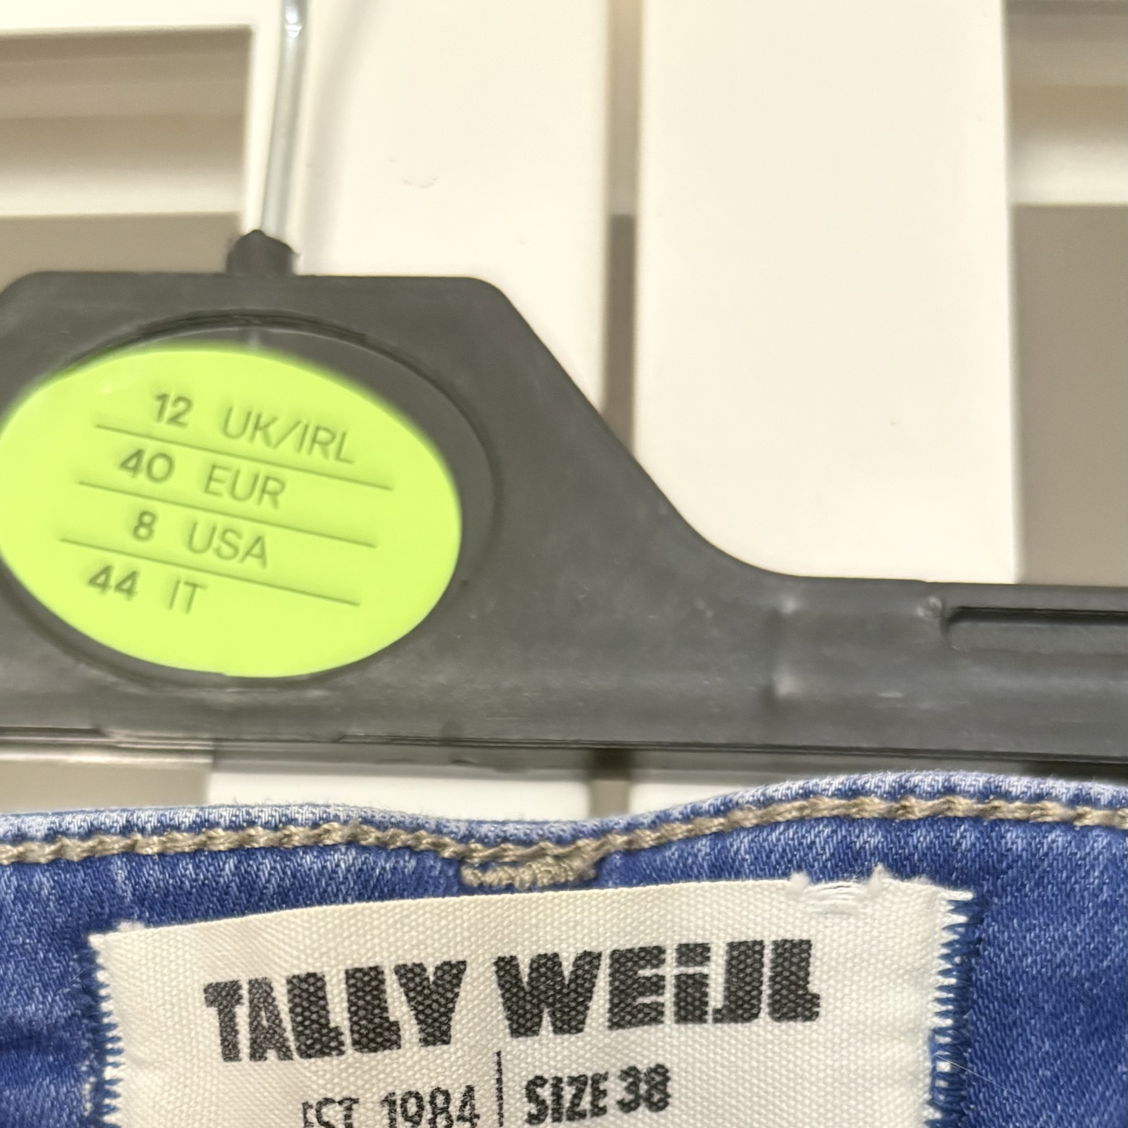 12 UK/IRL
40 EUR
8 USA
44 IT
TALLY WEiJL
EST 1984 | SIZE 38